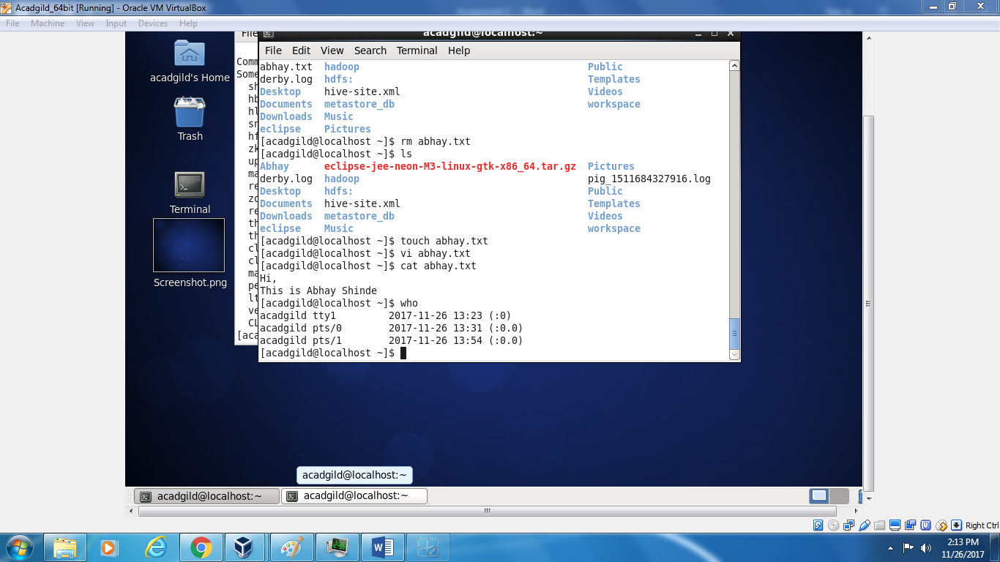 Acadgild_64bit [Running] - Oracle VM VirtualBox
File Machine View Input Devices Help
acadgild@localhost:~
File Edit View Search Terminal Help
abhay.txt hadoop Public
derby.log hdfs: Templates
Desktop hive-site.xml Videos
Documents metastore_db workspace
Downloads Music
eclipse Pictures
[acadgild@localhost ~]$ rm abhay.txt
[acadgild@localhost ~]$ ls
Abhay eclipse-jee-neon-M3-linux-gtk-x86_64.tar.gz Pictures
derby.log hadoop pig_1511684327916.log
Desktop hdfs: Public
Documents hive-site.xml Templates
Downloads metastore_db Videos
eclipse Music workspace
[acadgild@localhost ~]$ touch abhay.txt
[acadgild@localhost ~]$ vi abhay.txt
[acadgild@localhost ~]$ cat abhay.txt
Hi,
This is Abhay Shinde
[acadgild@localhost ~]$ who
acadgild tty1 2017-11-26 13:23 (:0)
acadgild pts/0 2017-11-26 13:31 (:0.0)
acadgild pts/1 2017-11-26 13:54 (:0.0)
[acadgild@localhost ~]$
File
Comm
Some
sh
hb
hl
sn
hf
zk
up
ma
re
zo
re
th
th
cl
cl
ma
pe
lt
ve
CL
[aca
acadgild's Home
Trash
Terminal
Screenshot.png
acadgild@localhost:~
acadgild@localhost:~
acadgild@localhost:~
Right Ctrl
2:13 PM
11/26/2017